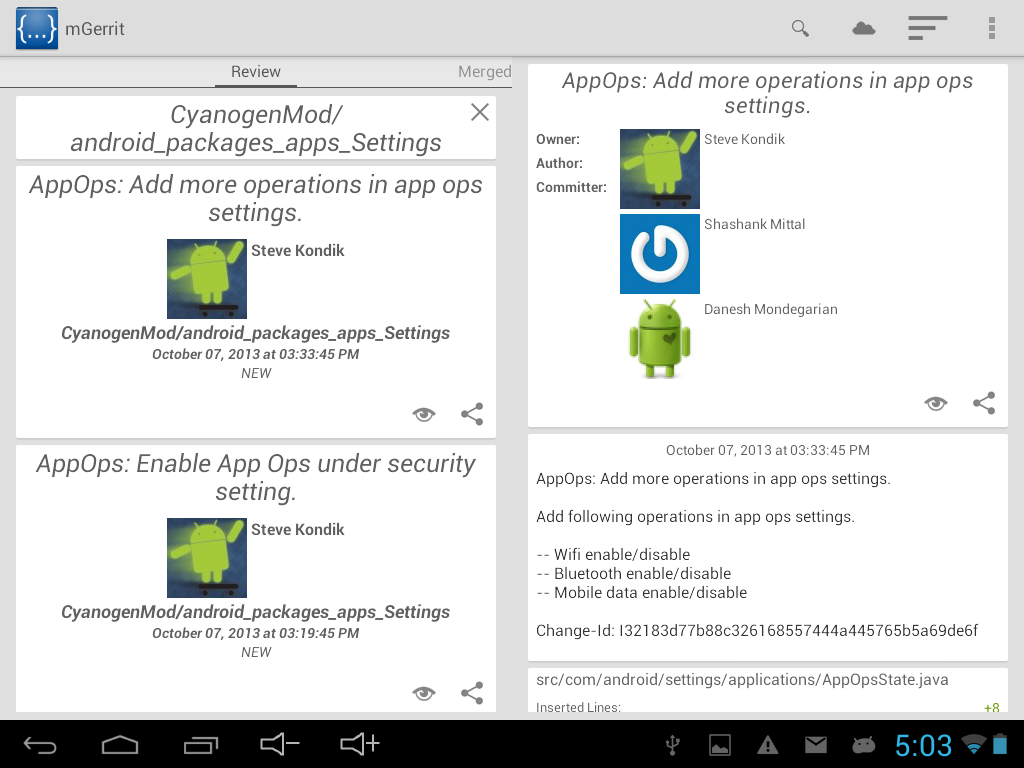 {...} mGerrit
Review
Merged
CyanogenMod/
android_packages_apps_Settings
AppOps: Add more operations in app ops
settings.
Steve Kondik
CyanogenMod/android_packages_apps_Settings
October 07, 2013 at 03:33:45 PM
NEW
AppOps: Enable App Ops under security
setting.
Steve Kondik
CyanogenMod/android_packages_apps_Settings
October 07, 2013 at 03:19:45 PM
NEW
AppOps: Add more operations in app ops
settings.
Owner:
Author:
Committer:
Steve Kondik
Shashank Mittal
Danesh Mondegarian
October 07, 2013 at 03:33:45 PM
AppOps: Add more operations in app ops settings.
Add following operations in app ops settings.
-- Wifi enable/disable
-- Bluetooth enable/disable
-- Mobile data enable/disable
Change-Id: I32183d77b88c326168557444a445765b5a69de6f
src/com/android/settings/applications/AppOpsState.java
Inserted Lines: +8
5:03